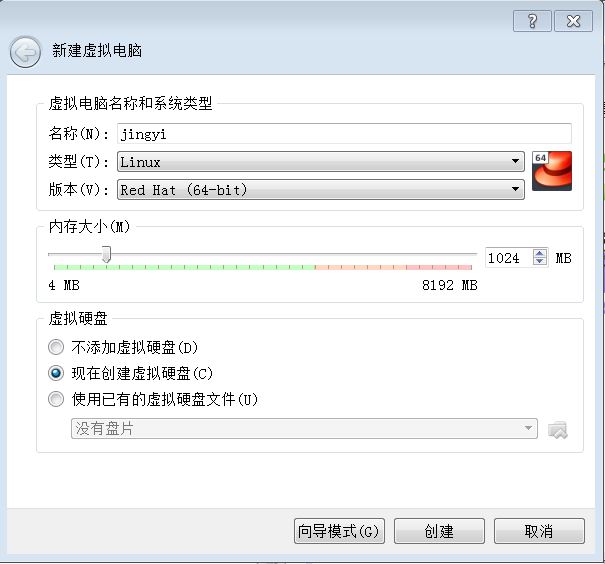 新建虚拟电脑
虚拟电脑名称和系统类型
名称(N): jingyi
类型(T): Linux
64
版本(V): Red Hat (64-bit)
内存大小(M)
1024 MB
4 MB 8192 MB
虚拟硬盘
不添加虚拟硬盘(D)
现在创建虚拟硬盘(C)
使用已有的虚拟硬盘文件(U)
没有盘片
向导模式(G) 创建 取消